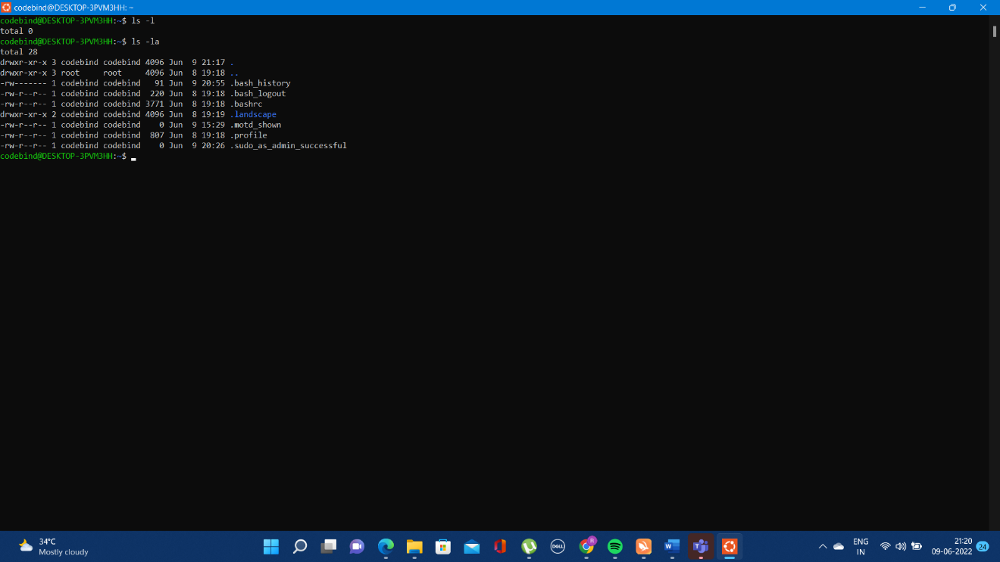 codebind@DESKTOP-3PVM3HH: ~
codebind@DESKTOP-3PVM3HH:~$ ls -l
total 0
codebind@DESKTOP-3PVM3HH:~$ ls -la
total 28
drwxr-xr-x 3 codebind codebind 4096 Jun  9 21:17 .
drwxr-xr-x 3 root     root     4096 Jun  8 19:18 ..
-rw------- 1 codebind codebind   91 Jun  9 20:55 .bash_history
-rw-r--r-- 1 codebind codebind  220 Jun  8 19:18 .bash_logout
-rw-r--r-- 1 codebind codebind 3771 Jun  8 19:18 .bashrc
drwxr-xr-x 2 codebind codebind 4096 Jun  8 19:19 .landscape
-rw-r--r-- 1 codebind codebind    0 Jun  9 15:29 .motd_shown
-rw-r--r-- 1 codebind codebind  807 Jun  8 19:18 .profile
-rw-r--r-- 1 codebind codebind    0 Jun  9 20:26 .sudo_as_admin_successful
codebind@DESKTOP-3PVM3HH:~$
34°C
Mostly cloudy
DELL
R
W
T
ENG
IN
21:20
09-06-2022
24